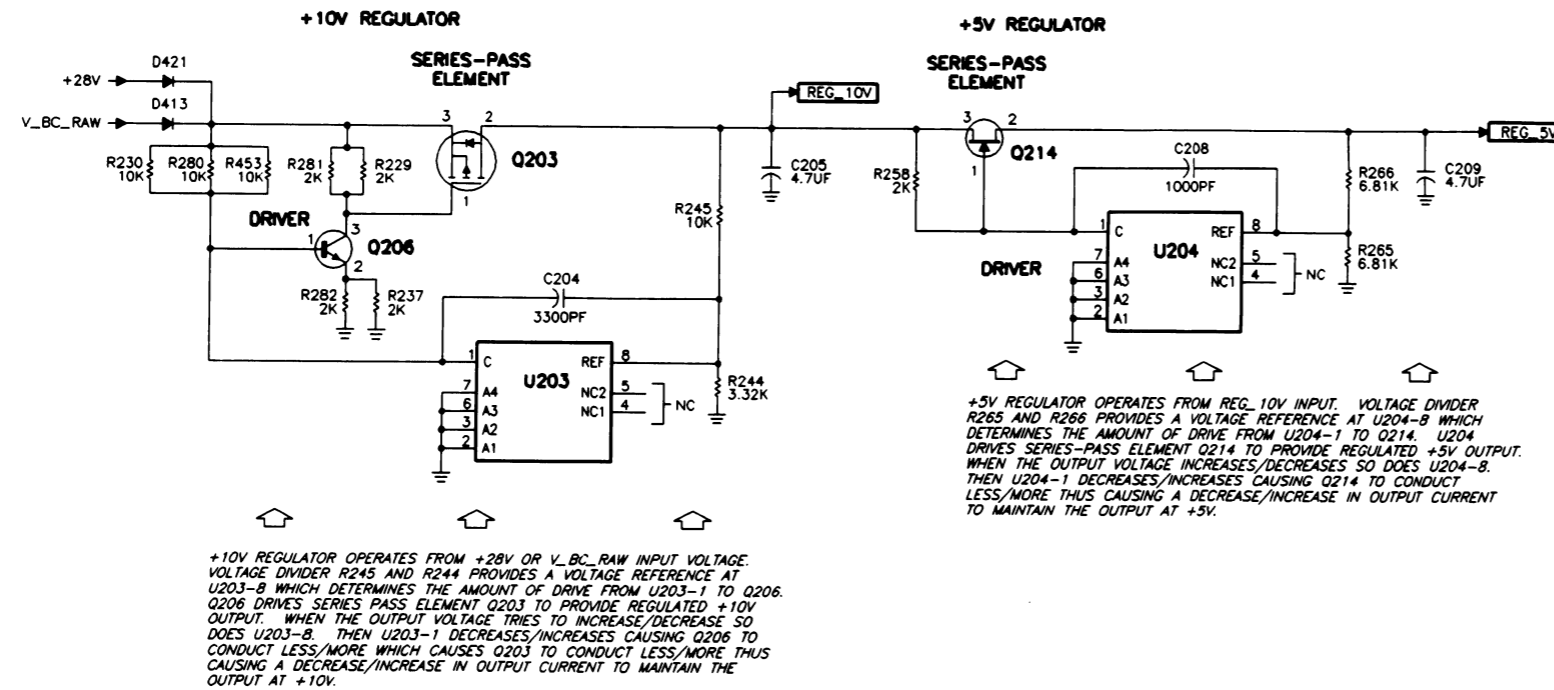 +10V REGULATOR
+5V REGULATOR
SERIES-PASS
ELEMENT
SERIES-PASS
ELEMENT
D421
+28V
D413
V_BC_RAW
REG_10V
REG_5V
3
2
Q203
1
R230
10K
R280
10K
R453
10K
R281
2K
R229
2K
DRIVER
1
3
Q206
2
R282
2K
R237
2K
R245
10K
C205
4.7UF
C204
3300PF
1
C
U203
REF
8
7
A4
6
A3
3
A2
2
A1
NC2
5
NC1
4
NC
R244
3.32K
3
2
Q214
1
R258
2K
C208
1000PF
R266
6.81K
C209
4.7UF
R265
6.81K
DRIVER
1
C
U204
REF
8
7
A4
6
A3
3
A2
2
A1
NC2
5
NC1
4
NC
+5V REGULATOR OPERATES FROM REG_10V INPUT. VOLTAGE DIVIDER
R265 AND R266 PROVIDES A VOLTAGE REFERENCE AT U204-8 WHICH
DETERMINES THE AMOUNT OF DRIVE FROM U204-1 TO Q214. U204
DRIVES SERIES-PASS ELEMENT Q214 TO PROVIDE REGULATED +5V OUTPUT.
WHEN THE OUTPUT VOLTAGE INCREASES/DECREASES SO DOES U204-8.
THEN U204-1 DECREASES/INCREASES CAUSING Q214 TO CONDUCT
LESS/MORE THUS CAUSING A DECREASE/INCREASE IN OUTPUT CURRENT
TO MAINTAIN THE OUTPUT AT +5V.
+10V REGULATOR OPERATES FROM +28V OR V_BC_RAW INPUT VOLTAGE.
VOLTAGE DIVIDER R245 AND R244 PROVIDES A VOLTAGE REFERENCE AT
U203-8 WHICH DETERMINES THE AMOUNT OF DRIVE FROM U203-1 TO Q206.
Q206 DRIVES SERIES PASS ELEMENT Q203 TO PROVIDE REGULATED +10V
OUTPUT. WHEN THE OUTPUT VOLTAGE TRIES TO INCREASE/DECREASE SO
DOES U203-8. THEN U203-1 DECREASES/INCREASES CAUSING Q206 TO
CONDUCT LESS/MORE WHICH CAUSES Q203 TO CONDUCT LESS/MORE THUS
CAUSING A DECREASE/INCREASE IN OUTPUT CURRENT TO MAINTAIN THE
OUTPUT AT +10V.